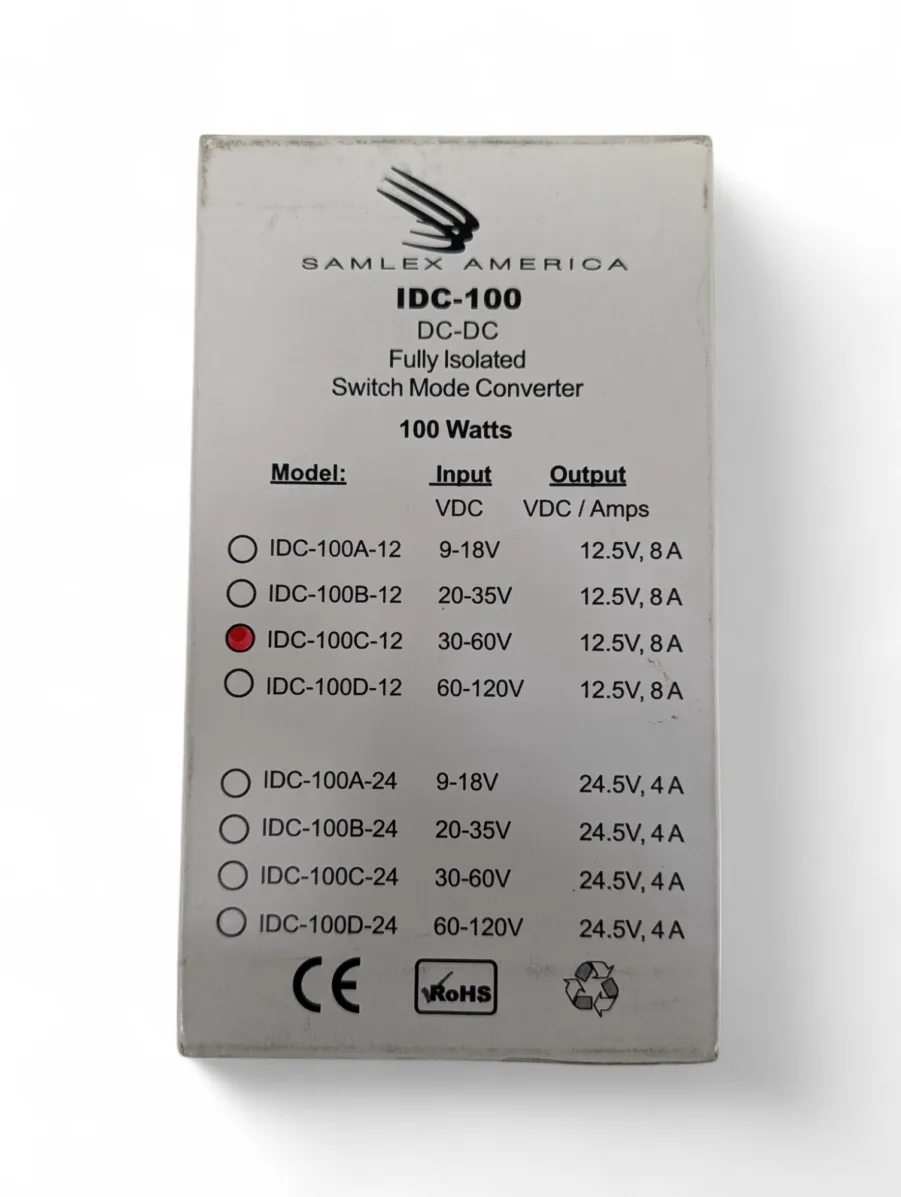 SAMLEX AMERICA
IDC-100
DC-DC
Fully Isolated
Switch Mode Converter
100 Watts
Model: Input Output
VDC VDC / Amps
IDC-100A-12 9-18V 12.5V, 8 A
IDC-100B-12 20-35V 12.5V, 8 A
IDC-100C-12 30-60V 12.5V, 8 A
IDC-100D-12 60-120V 12.5V, 8 A
IDC-100A-24 9-18V 24.5V, 4 A
IDC-100B-24 20-35V 24.5V, 4 A
IDC-100C-24 30-60V 24.5V, 4 A
IDC-100D-24 60-120V 24.5V, 4 A
CE RoHS